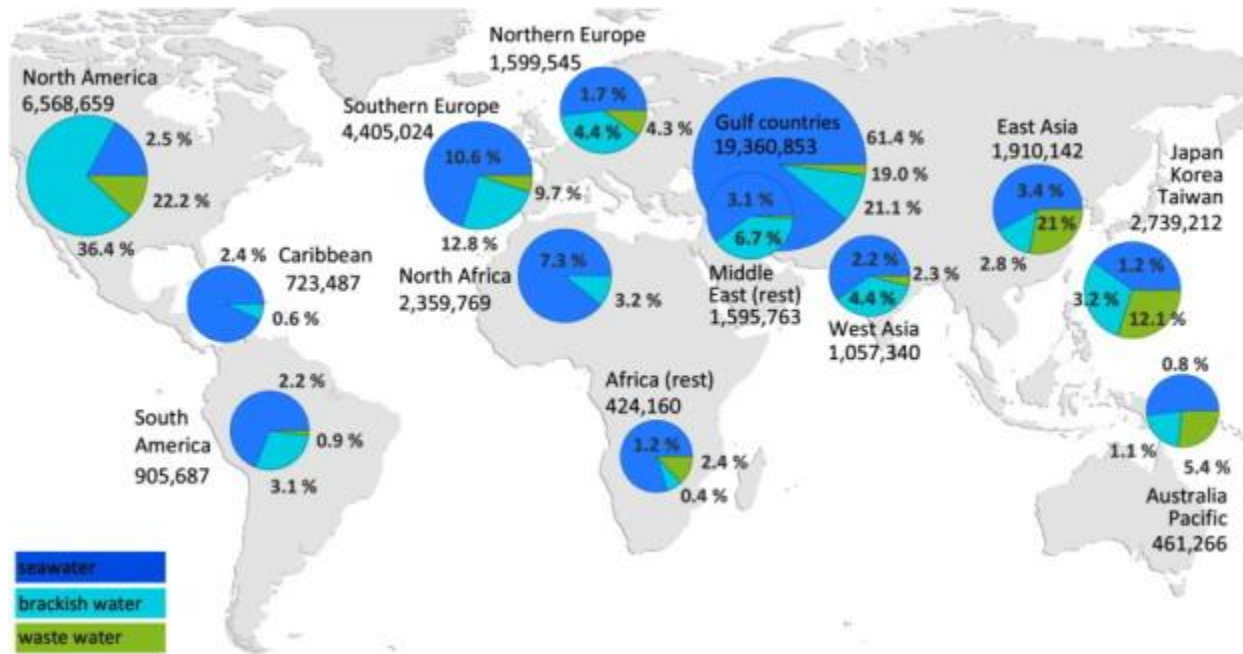 North America
6,568,659
2.5 %
22.2 %
36.4 %
Northern Europe
1,599,545
1.7 %
4.4 %
4.3 %
Southern Europe
4,405,024
10.6 %
9.7 %
12.8 %
Gulf countries
19,360,853
61.4 %
19.0 %
21.1 %
3.1 %
6.7 %
Middle
East (rest)
1,595,763
East Asia
1,910,142
3.4 %
21 %
2.8 %
Japan
Korea
Taiwan
2,739,212
1.2 %
3.2 %
12.1 %
2.4 %
Caribbean
723,487
0.6 %
North Africa
2,359,769
7.3 %
3.2 %
2.2 %
2.3 %
4.4 %
West Asia
1,057,340
2.2 %
South
America
905,687
0.9 %
3.1 %
Africa (rest)
424,160
1.2 %
2.4 %
0.4 %
0.8 %
1.1 %
5.4 %
Australia
Pacific
461,266
seawater
brackish water
waste water